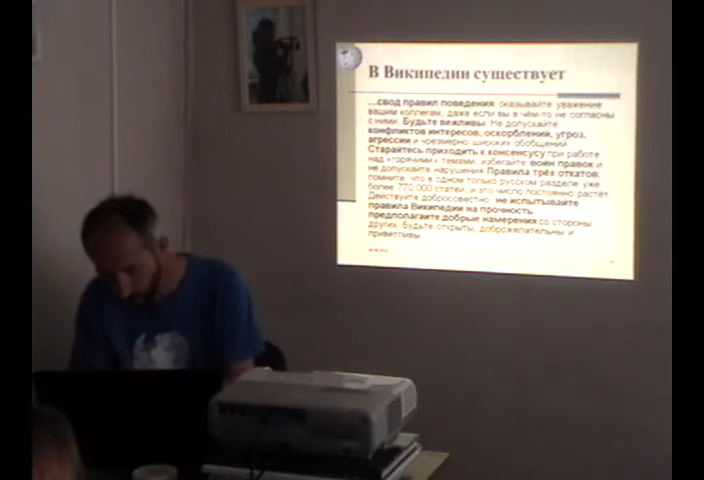 В Википедии существует
...свод правил поведения: оказывайте уважение
вашим коллегам, даже если вы в чём-то не согласны
с ними. Будьте вежливы. Не допускайте
конфликтов интересов, оскорблений, угроз,
агрессии и чрезмерно широких обобщений.
Старайтесь приходить к консенсусу при работе
над «горячими» темами, избегайте войн правок и
не допускайте нарушения Правила трёх откатов,
помните, что в одном только русском разделе уже
более 770 000 статей, и это число постоянно растёт.
Действуйте добросовестно, не испытывайте
правила Википедии на прочность,
предполагайте добрые намерения со стороны
других. Будьте открыты, доброжелательны и
приветливы